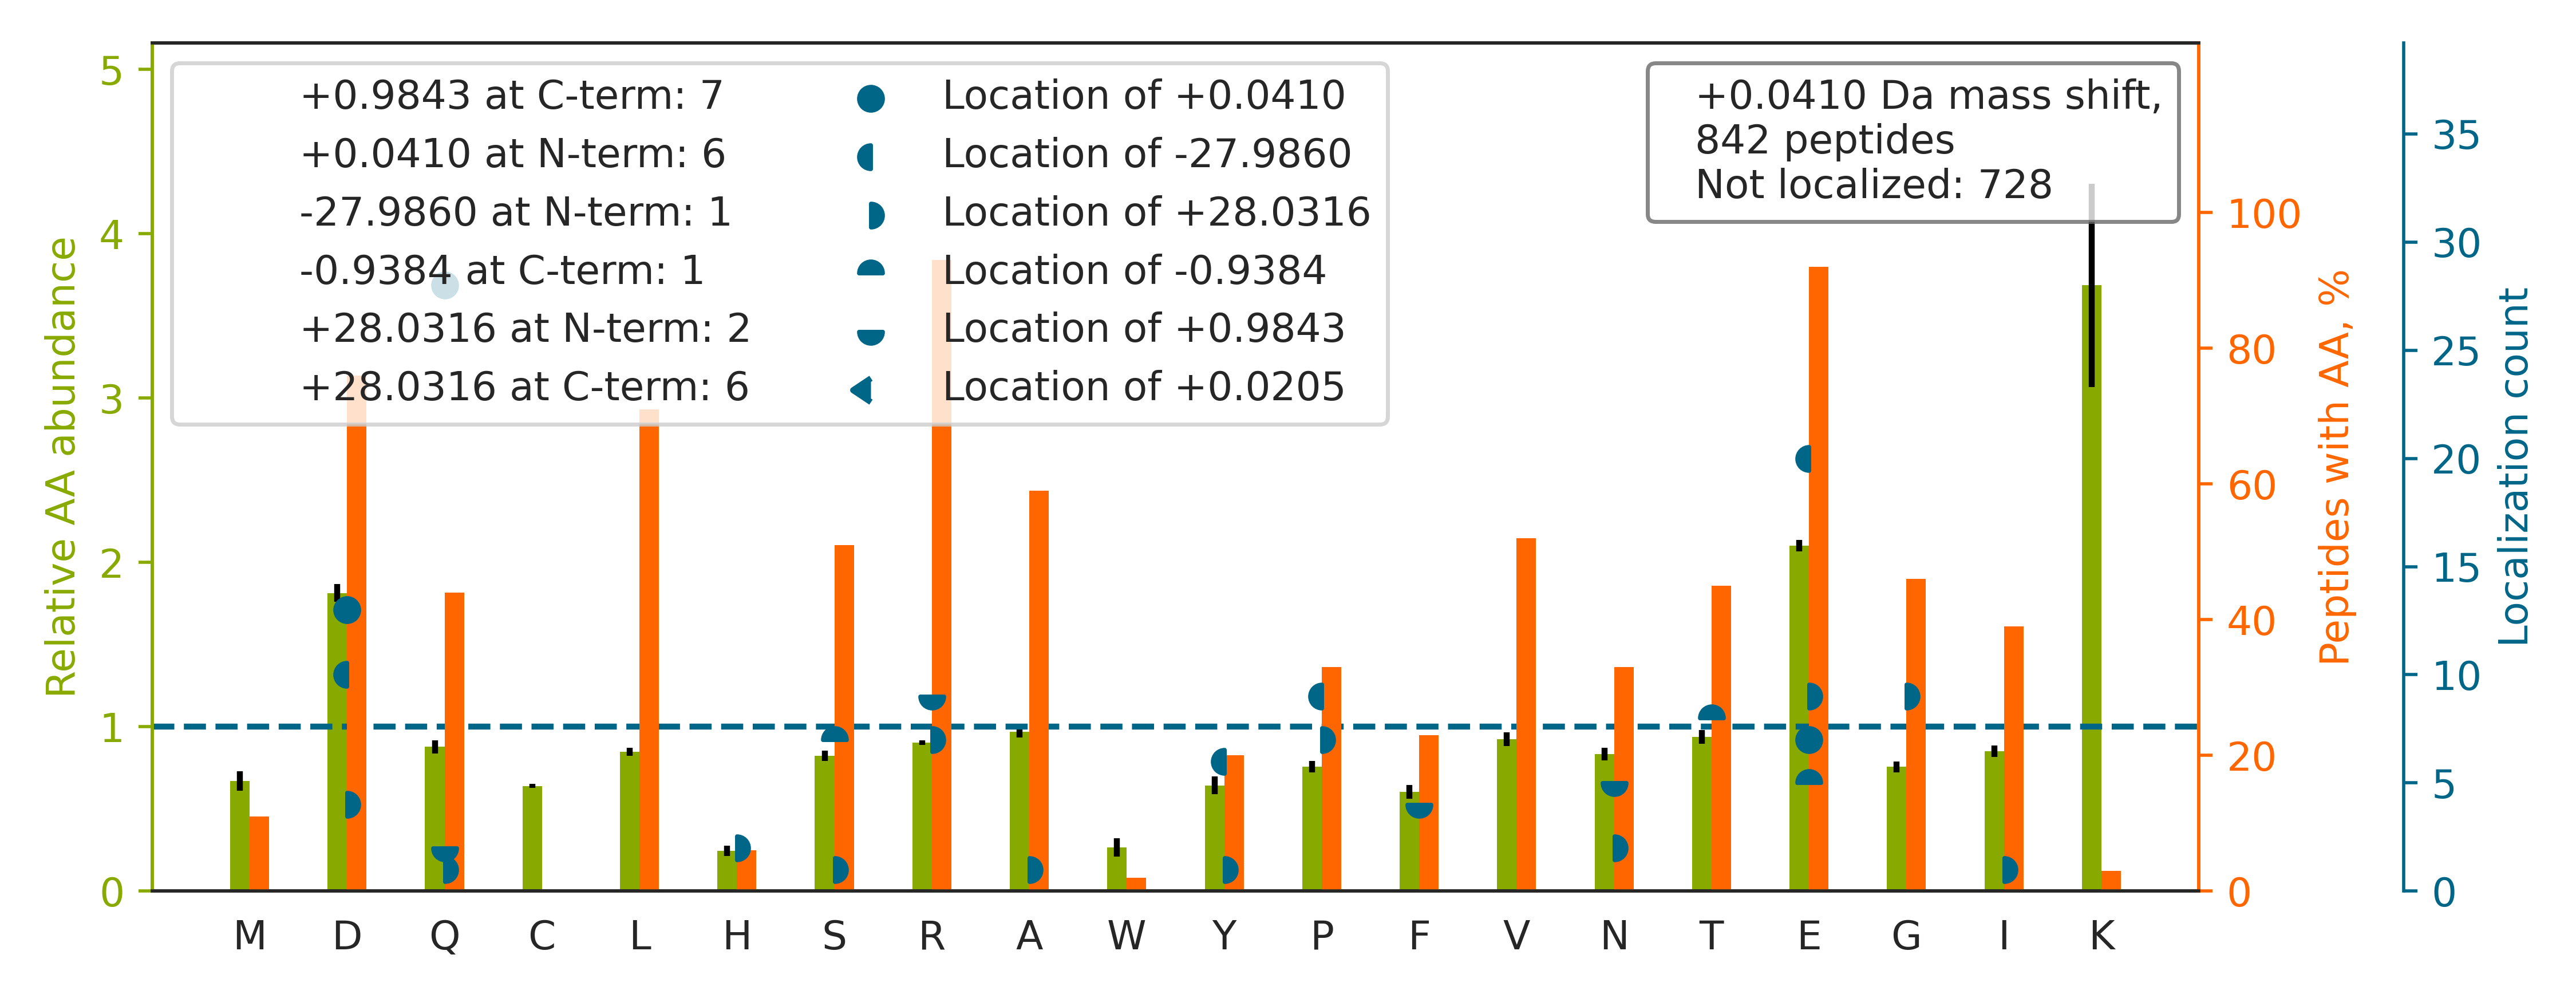 +0.9843 at C-term: 7
+0.0410 at N-term: 6
-27.9860 at N-term: 1
-0.9384 at C-term: 1
+28.0316 at N-term: 2
+28.0316 at C-term: 6
Location of +0.0410
Location of -27.9860
Location of +28.0316
Location of -0.9384
Location of +0.9843
Location of +0.0205
+0.0410 Da mass shift,
842 peptides
Not localized: 728
Relative AA abundance
5
4
3
2
1
0
M D Q C L H S R A W Y P F V N T E G I K
100
80
60
40
20
0
Peptides with AA, %
35
30
25
20
15
10
5
0
Localization count